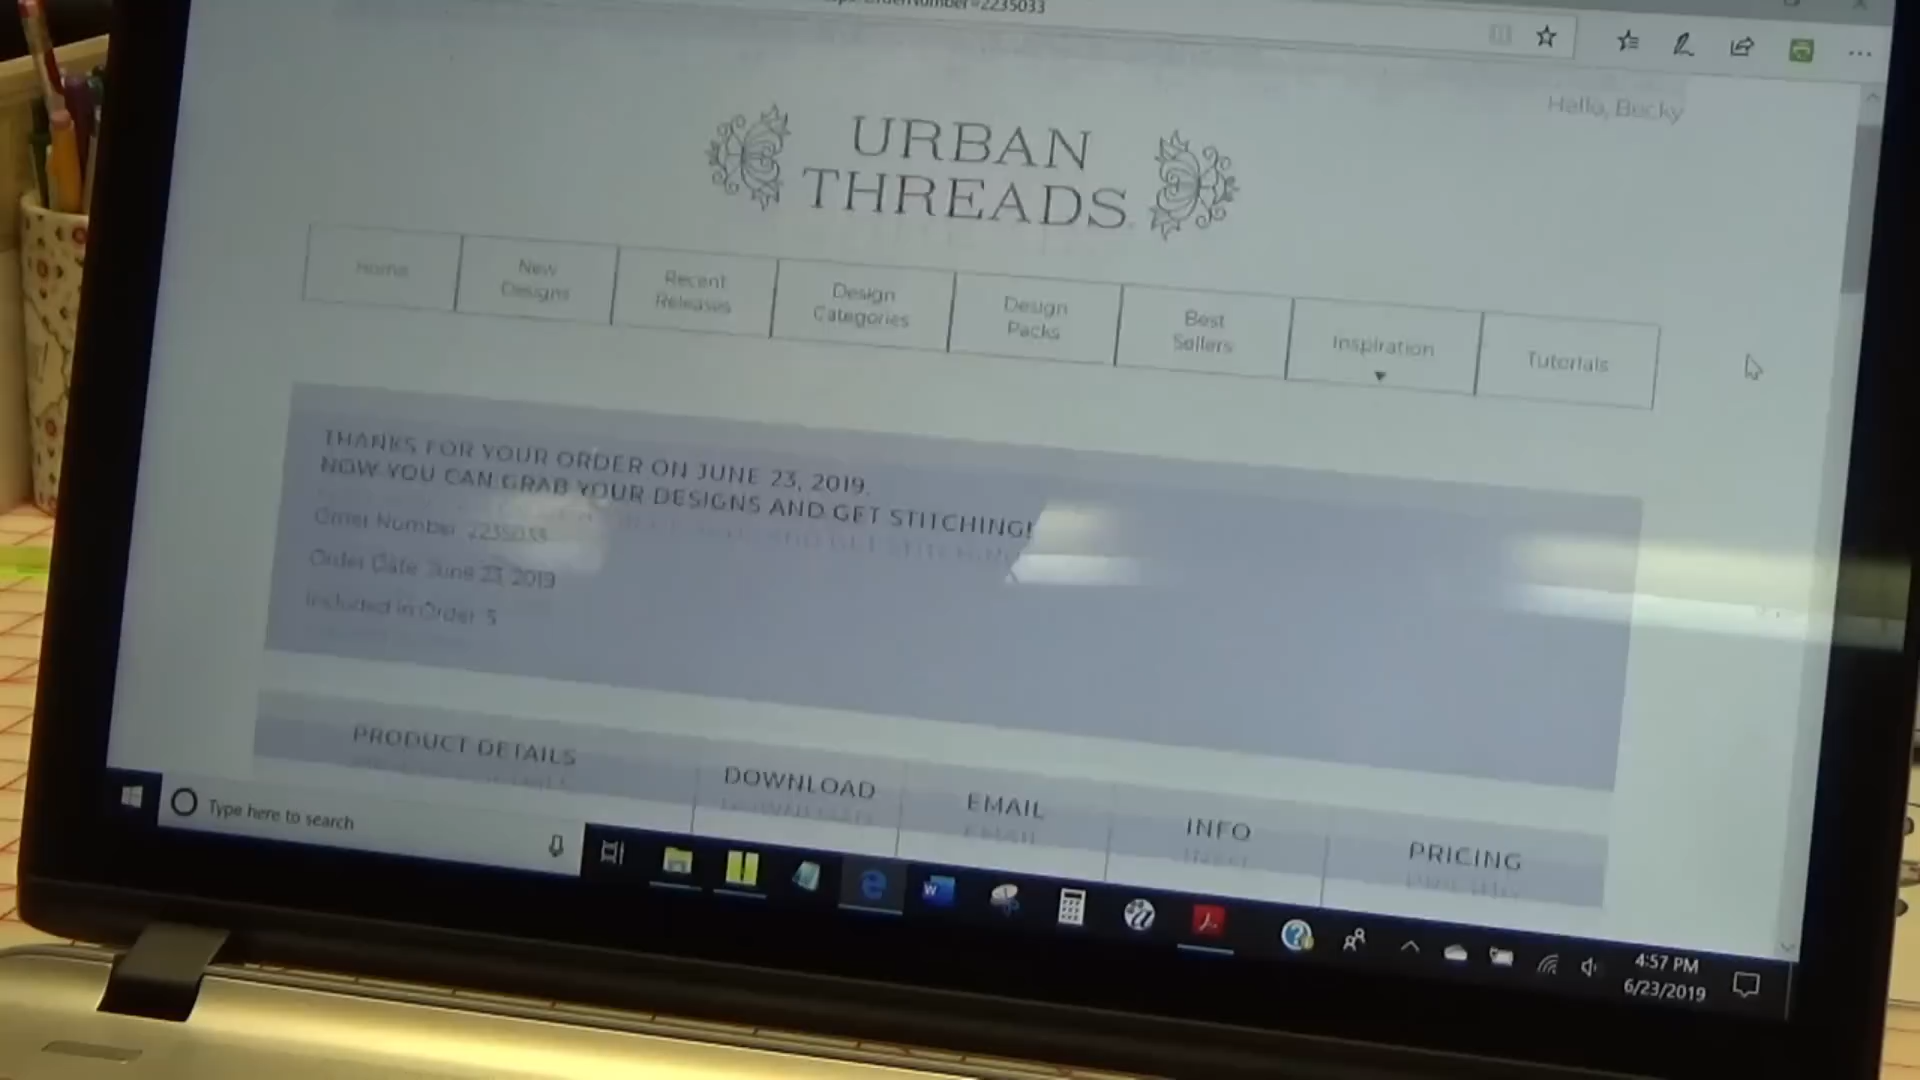 OrderNumber=2235033
Hello, Becky
URBAN
THREADS
Home
New
Designs
Recent
Releases
Design
Categories
Design
Packs
Best
Sellers
Inspiration
Tutorials
THANKS FOR YOUR ORDER ON JUNE 23, 2019.
NOW YOU CAN GRAB YOUR DESIGNS AND GET STITCHING!
Order Number: 2235033
Order Date: June 23, 2019
Included in Order: 5
PRODUCT DETAILS
DOWNLOAD
EMAIL
INFO
PRICING
Type here to search
4:57 PM
6/23/2019